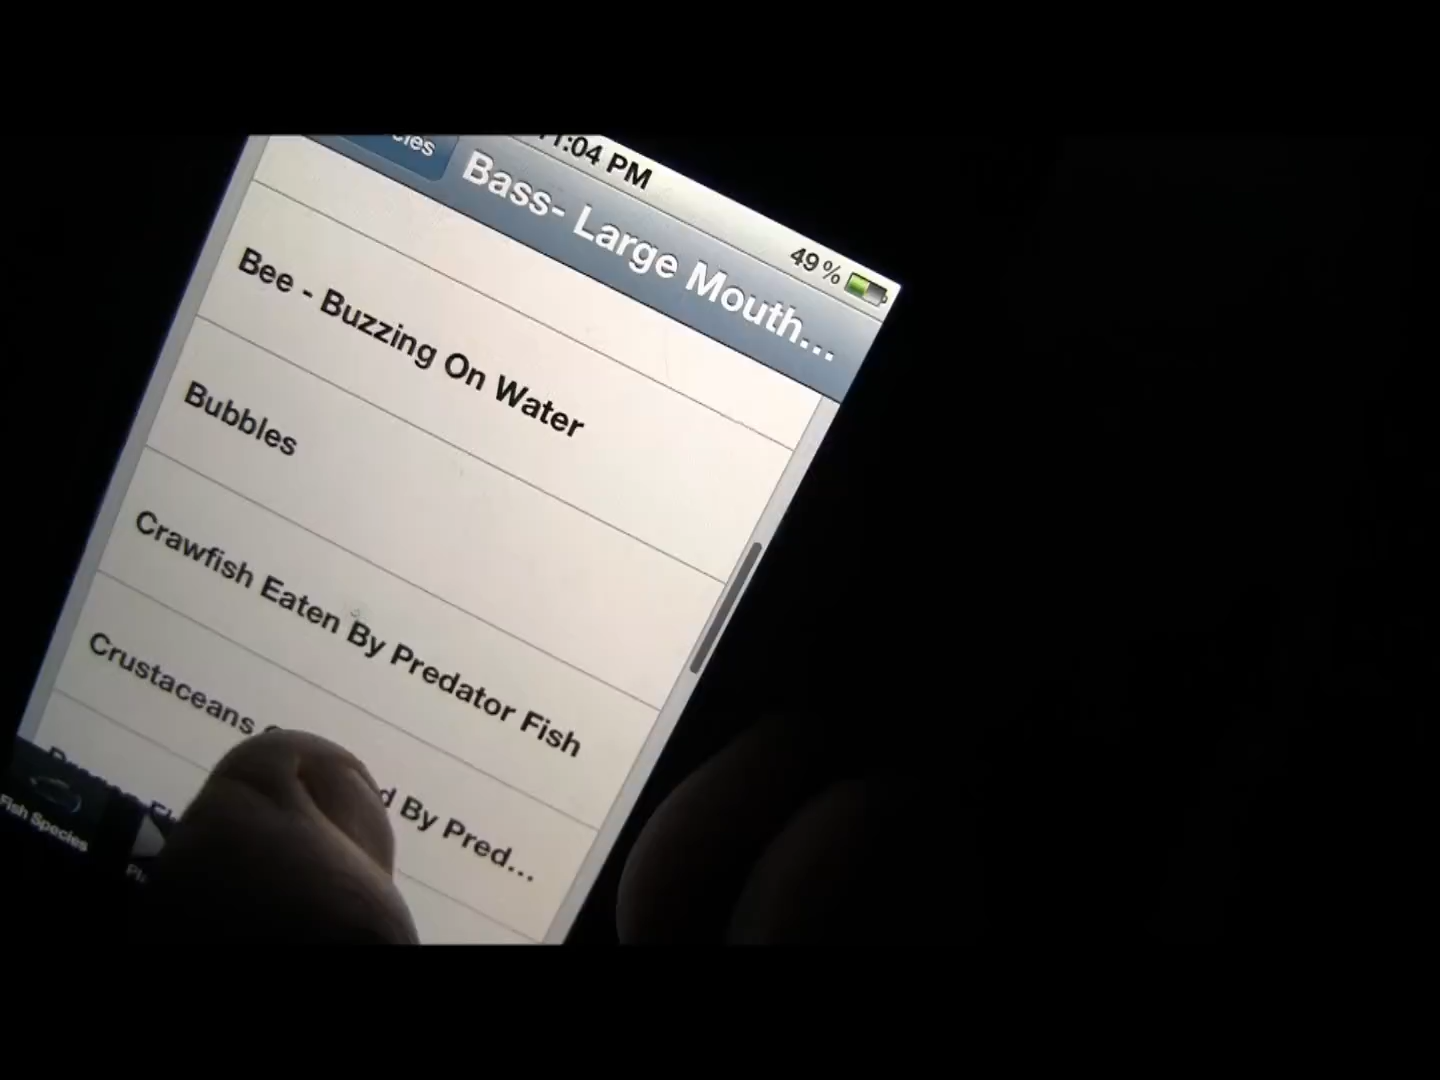 :04 PM
49%
Bass- Large Mouth...
Bee - Buzzing On Water
Bubbles
Crawfish Eaten By Predator Fish
Crustaceans By Pred...
Fish Species